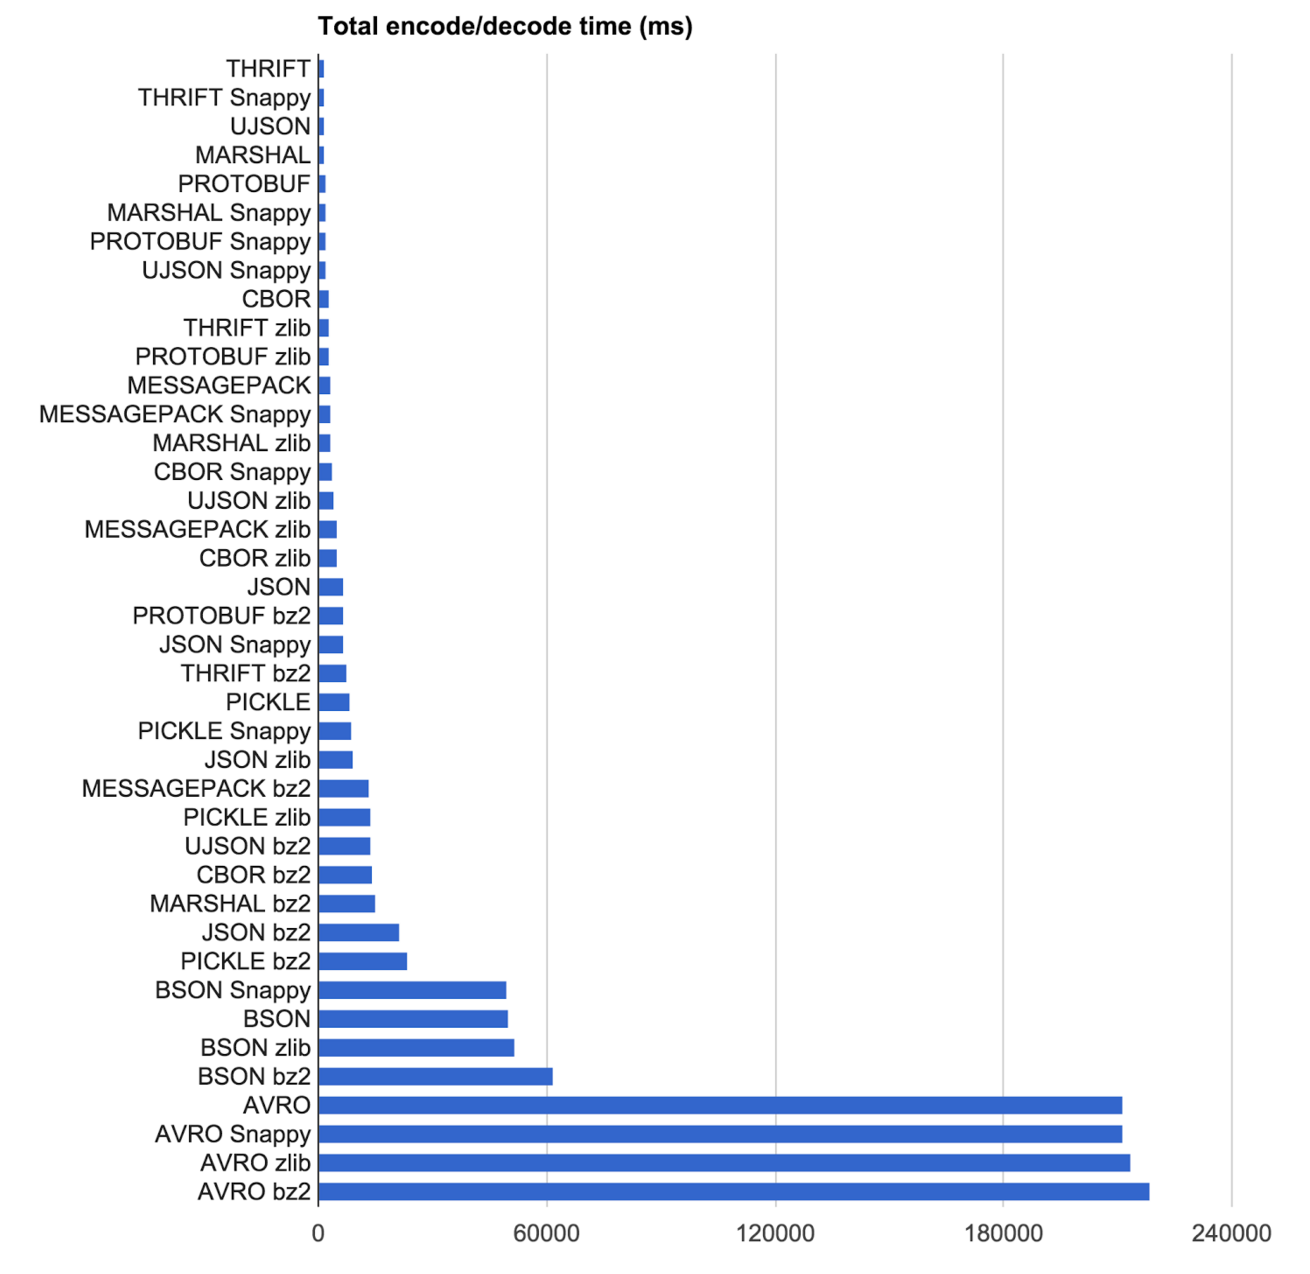 Total encode/decode time (ms)
THRIFT
THRIFT Snappy
UJSON
MARSHAL
PROTOBUF
MARSHAL Snappy
PROTOBUF Snappy
UJSON Snappy
CBOR
THRIFT zlib
PROTOBUF zlib
MESSAGEPACK
MESSAGEPACK Snappy
MARSHAL zlib
CBOR Snappy
UJSON zlib
MESSAGEPACK zlib
CBOR zlib
JSON
PROTOBUF bz2
JSON Snappy
THRIFT bz2
PICKLE
PICKLE Snappy
JSON zlib
MESSAGEPACK bz2
PICKLE zlib
UJSON bz2
CBOR bz2
MARSHAL bz2
JSON bz2
PICKLE bz2
BSON Snappy
BSON
BSON zlib
BSON bz2
AVRO
AVRO Snappy
AVRO zlib
AVRO bz2
0 60000 120000 180000 240000